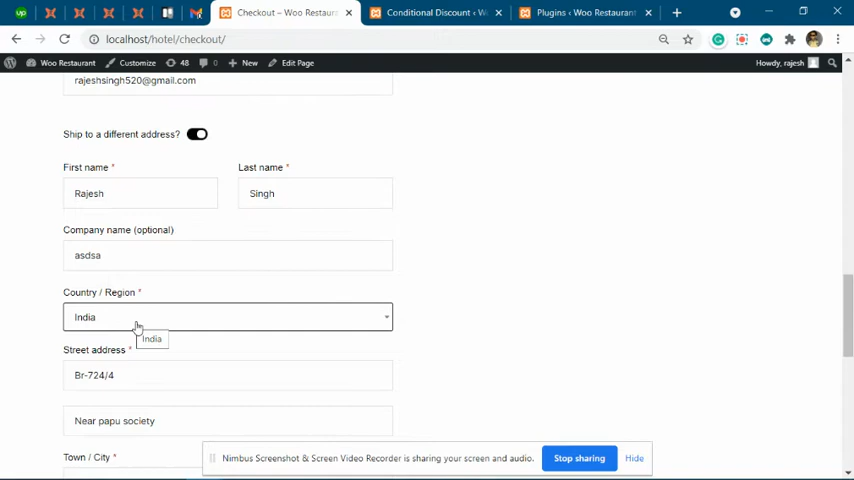 Checkout – Woo Restaura
Conditional Discount ‹ W
Plugins ‹ Woo Restaurant
localhost/hotel/checkout/
Woo Restaurant
Customize
48
0
New
Edit Page
Howdy, rajesh
rajeshsingh520@gmail.com
Ship to a different address?
First name *
Last name *
Rajesh
Singh
Company name (optional)
asdsa
Country / Region *
India
India
Street address *
Br-724/4
Near papu society
Town / City *
Nimbus Screenshot & Screen Video Recorder is sharing your screen and audio.
Stop sharing
Hide